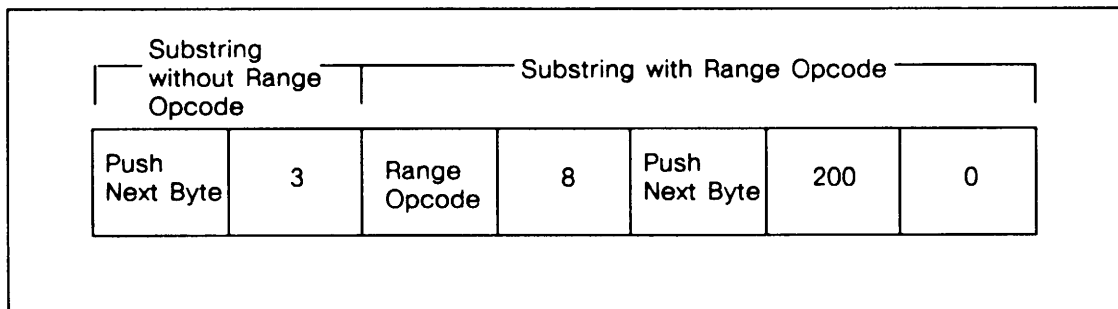 Substring
without Range
Opcode
Substring with Range Opcode
Push
Next Byte
3
Range
Opcode
8
Push
Next Byte
200
0